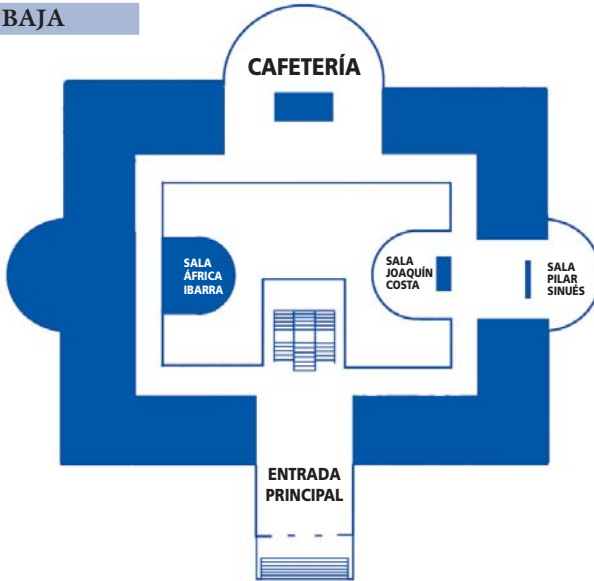 BAJA
CAFETERÍA
SALA
ÁFRICA
IBARRA
SALA
JOAQUÍN
COSTA
SALA
PILAR
SINUÉS
ENTRADA
PRINCIPAL